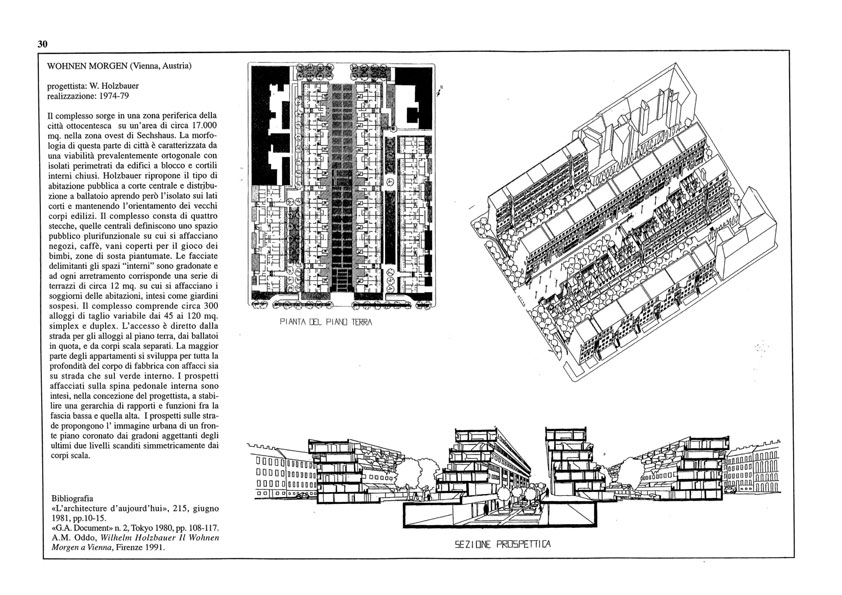 30
WOHNEN MORGEN (Vienna, Austria)
progettista: W. Holzbauer
realizzazione: 1974-79
Il complesso sorge in una zona periferica della
città ottocentesca su un'area di circa 17.000
mq. nella zona ovest di Sechshaus. La morfo-
logia di questa parte di città è caratterizzata da
una viabilità prevalentemente ortogonale con
isolati perimetrati da edifici a blocco e cortili
interni chiusi. Holzbauer ripropone il tipo di
abitazione pubblica a corte centrale e distribu-
zione a ballatoio aprendo però l'isolato sui lati
corti e mantenendo l'orientamento dei vecchi
corpi edilizi. Il complesso consta di quattro
stecche, quelle centrali definiscono uno spazio
pubblico plurifunzionale su cui si affacciano
negozi, caffè, vani coperti per il gioco dei
bimbi, zone di sosta piantumate. Le facciate
delimitanti gli spazi "interni" sono gradonate e
ad ogni arretramento corrisponde una serie di
terrazzi di circa 12 mq. su cui si affacciano i
soggiorni delle abitazioni, intesi come giardini
sospesi. Il complesso comprende circa 300
alloggi di taglio variabile dai 45 ai 120 mq.
simplex e duplex. L'accesso è diretto dalla
strada per gli alloggi al piano terra, dai ballatoi
in quota, e da corpi scala separati. La maggior
parte degli appartamenti si sviluppa per tutta la
profondità del corpo di fabbrica con affacci sia
su strada che sul verde interno. I prospetti
affacciati sulla spina pedonale interna sono
intesi, nella concezione del progettista, a stabi-
lire una gerarchia di rapporti e funzioni fra la
fascia bassa e quella alta. I prospetti sulle stra-
de propongono l' immagine urbana di un fron-
te piano coronato dai gradoni aggettanti degli
ultimi due livelli scanditi simmetricamente dai
corpi scala.
Bibliografia
«L'architecture d'aujourd'hui», 215, giugno
1981, pp.10-15.
«G.A. Document» n. 2, Tokyo 1980, pp. 108-117.
A.M. Oddo, Wilhelm Holzbauer Il Wohnen
Morgen a Vienna, Firenze 1991.
PIANTA DEL PIANO TERRA
SEZIONE PROSPETTICA